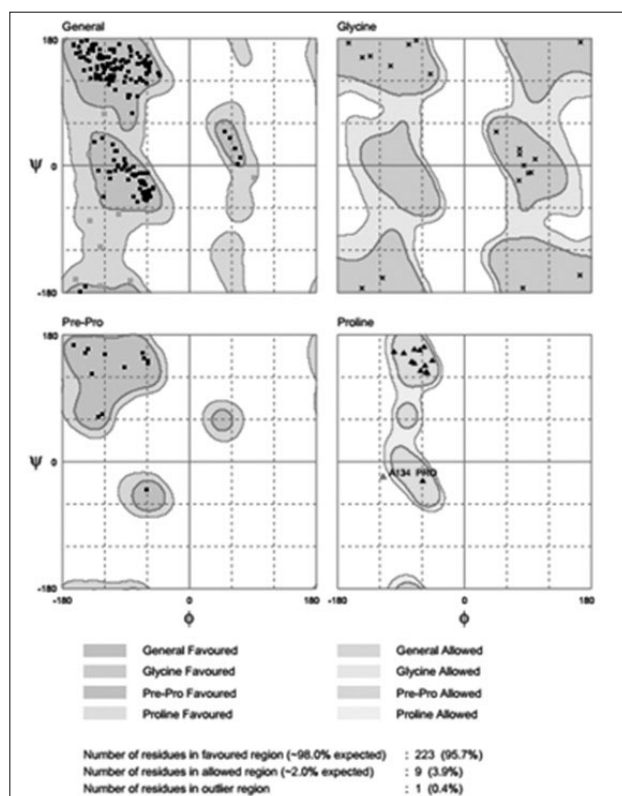 General
Glycine
180
ψ
0
-180
Pre-Pro
Proline
180
ψ
0
A134 PRO
-180
-180
0
180
-180
0
180
ϕ
ϕ
General Favoured
General Allowed
Glycine Favoured
Glycine Allowed
Pre-Pro Favoured
Pre-Pro Allowed
Proline Favoured
Proline Allowed
Number of residues in favoured region (~98.0% expected) : 223 (95.7%)
Number of residues in allowed region (~2.0% expected) : 9 (3.9%)
Number of residues in outlier region : 1 (0.4%)